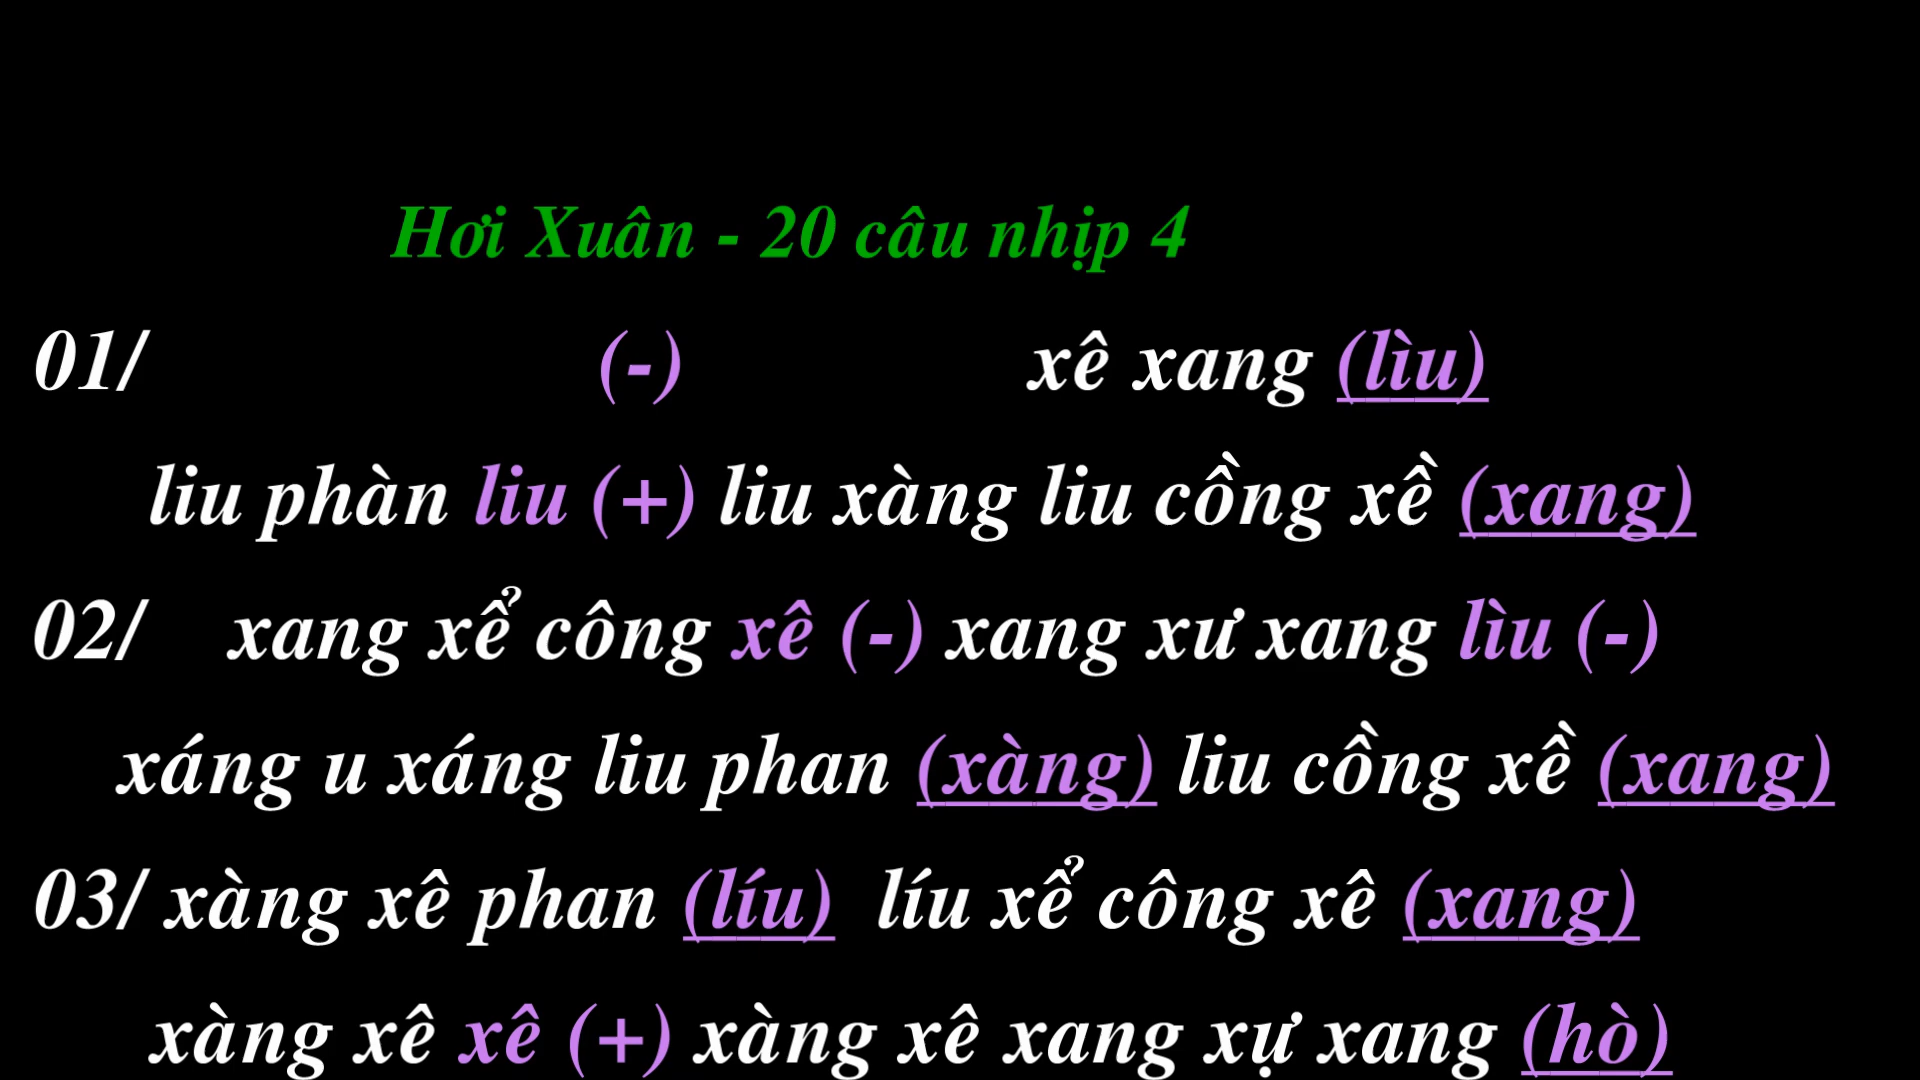 Hơi Xuân - 20 câu nhịp 4
01/ (-) xê xang (lìu)
liu phàn liu (+) liu xàng liu cồng xề (xang)
02/ xang xể công xê (-) xang xư xang lìu (-)
xáng u xáng liu phan (xàng) liu cồng xề (xang)
03/ xàng xê phan (líu) líu xể công xê (xang)
xàng xê xê (+) xàng xê xang xự xang (hò)